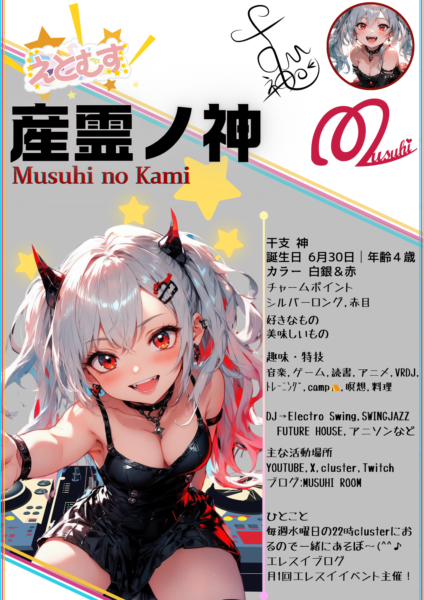 えとむす
産霊ノ神
Musuhi no Kami
Musuhi
干支 神
誕生日 6月30日｜年齢４歳
カラー 白銀＆赤
チャームポイント
シルバーロング,赤目
好きなもの
美味しいもの
趣味・特技
音楽,ゲーム,読書,アニメ,VRDJ,
ﾄﾚｰﾆﾝｸﾞ,camp,瞑想,料理
DJ→Electro Swing,SWINGJAZZ
FUTURE HOUSE,アニソンなど
主な活動場所
YOUTUBE,X,cluster,Twitch
ブログ:MUSUHI ROOM
ひとこと
毎週水曜日の22時clusterにお
るので一緒にあそぼ～(^^♪
エレスイブログ
月1回エレスイイベント主催！